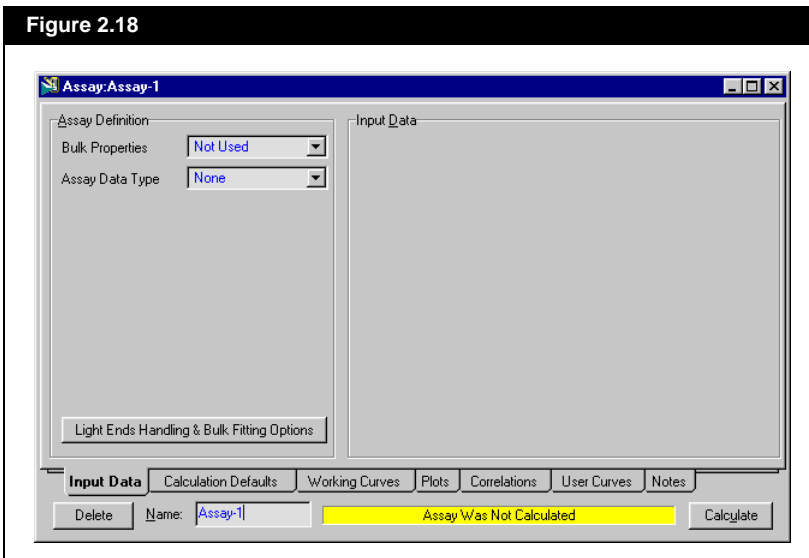 Figure 2.18
Assay:Assay-1
Assay Definition
Input Data
Bulk Properties
Not Used
Assay Data Type
None
Light Ends Handling & Bulk Fitting Options
Input Data
Calculation Defaults
Working Curves
Plots
Correlations
User Curves
Notes
Delete
Name:
Assay-1
Assay Was Not Calculated
Calculate